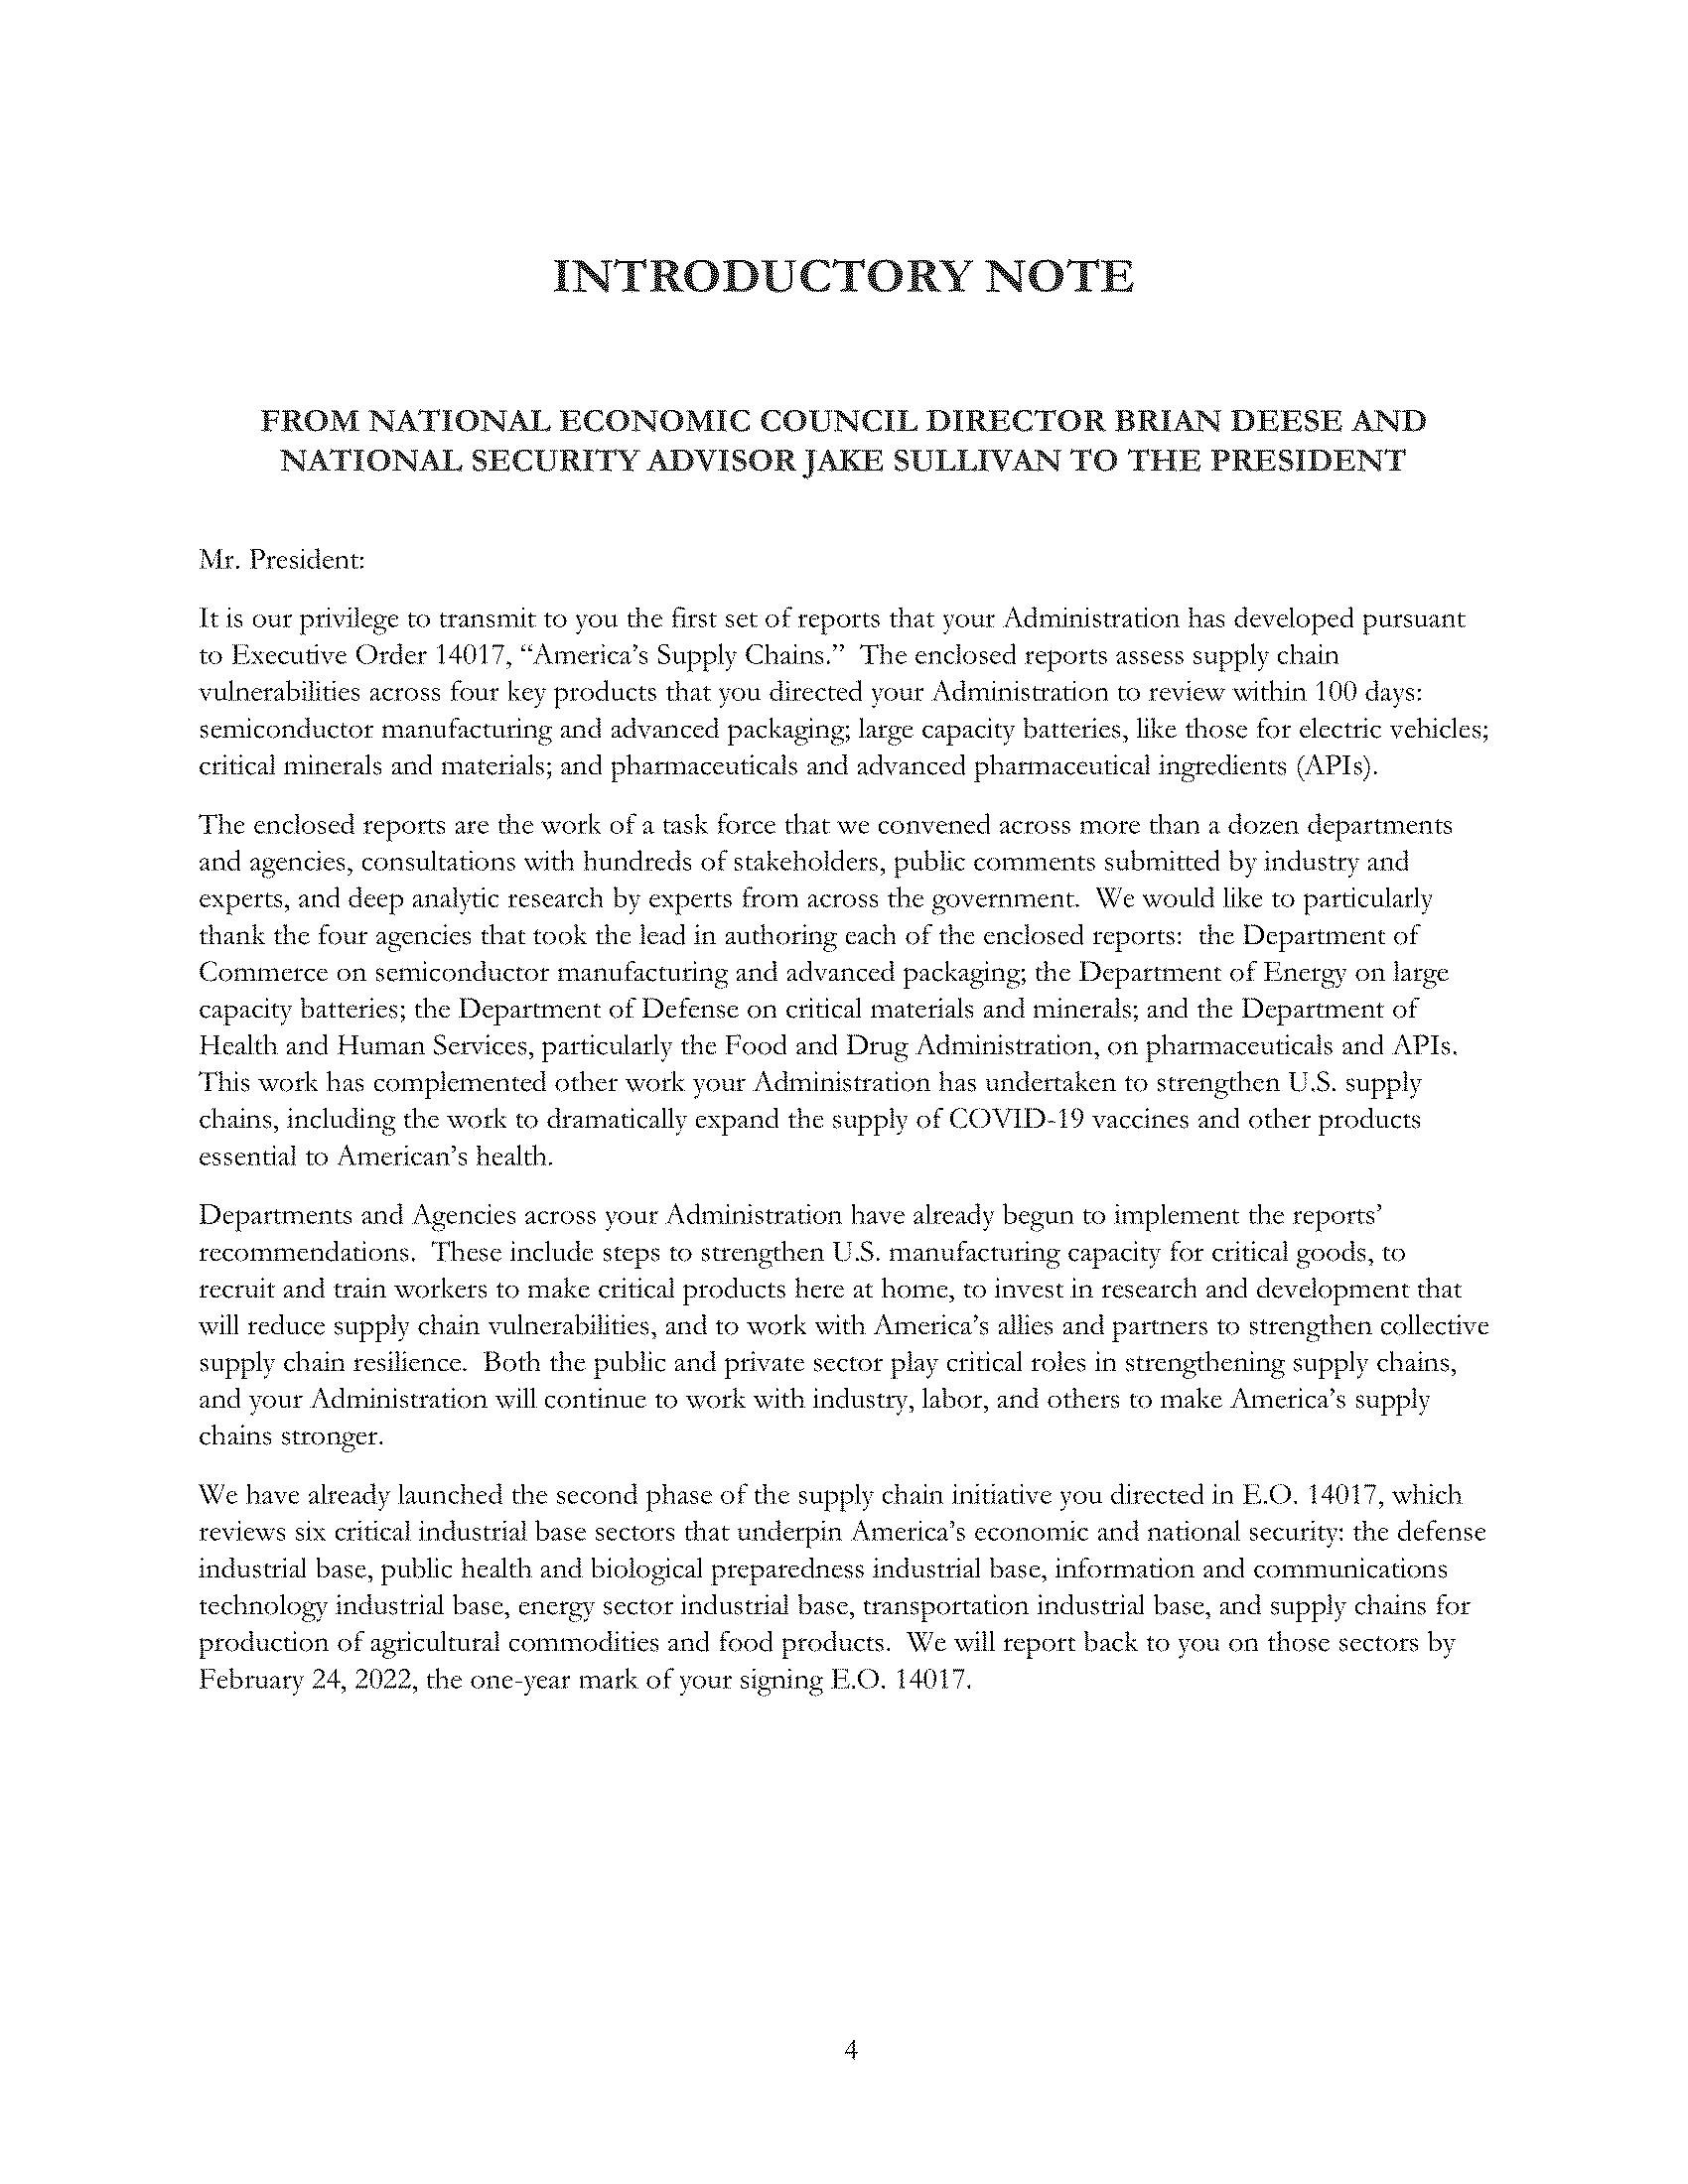 INTRODUCTORY NOTE
FROM NATIONAL ECONOMIC COUNCIL DIRECTOR BRIAN DEESE AND
NATIONAL SECURITY ADVISOR JAKE SULLIVAN TO THE PRESIDENT
Mr. President:
It is our privilege to transmit to you the first set of reports that your Administration has developed pursuant
to Executive Order 14017, “America’s Supply Chains.”  The enclosed reports assess supply chain
vulnerabilities across four key products that you directed your Administration to review within 100 days:
semiconductor manufacturing and advanced packaging; large capacity batteries, like those for electric vehicles;
critical minerals and materials; and pharmaceuticals and advanced pharmaceutical ingredients (APIs).
The enclosed reports are the work of a task force that we convened across more than a dozen departments
and agencies, consultations with hundreds of stakeholders, public comments submitted by industry and
experts, and deep analytic research by experts from across the government.  We would like to particularly
thank the four agencies that took the lead in authoring each of the enclosed reports:  the Department of
Commerce on semiconductor manufacturing and advanced packaging; the Department of Energy on large
capacity batteries; the Department of Defense on critical materials and minerals; and the Department of
Health and Human Services, particularly the Food and Drug Administration, on pharmaceuticals and APIs.
This work has complemented other work your Administration has undertaken to strengthen U.S. supply
chains, including the work to dramatically expand the supply of COVID-19 vaccines and other products
essential to American’s health.
Departments and Agencies across your Administration have already begun to implement the reports’
recommendations.  These include steps to strengthen U.S. manufacturing capacity for critical goods, to
recruit and train workers to make critical products here at home, to invest in research and development that
will reduce supply chain vulnerabilities, and to work with America’s allies and partners to strengthen collective
supply chain resilience.  Both the public and private sector play critical roles in strengthening supply chains,
and your Administration will continue to work with industry, labor, and others to make America’s supply
chains stronger.
We have already launched the second phase of the supply chain initiative you directed in E.O. 14017, which
reviews six critical industrial base sectors that underpin America’s economic and national security: the defense
industrial base, public health and biological preparedness industrial base, information and communications
technology industrial base, energy sector industrial base, transportation industrial base, and supply chains for
production of agricultural commodities and food products.  We will report back to you on those sectors by
February 24, 2022, the one-year mark of your signing E.O. 14017.
4